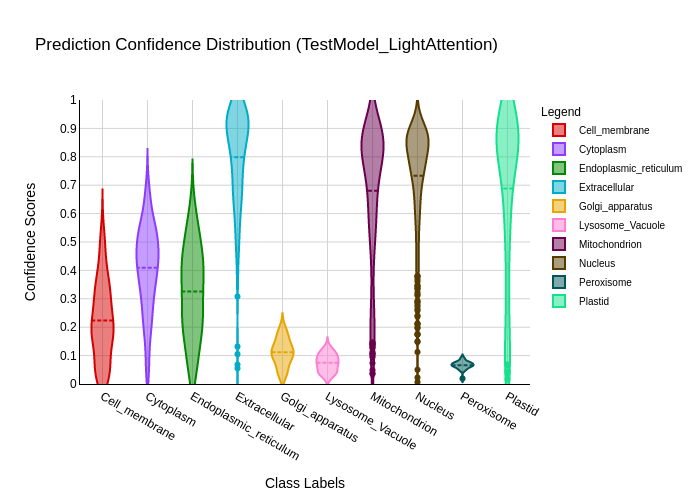 Prediction Confidence Distribution (TestModel_LightAttention)
Confidence Scores
1
0.9
0.8
0.7
0.6
0.5
0.4
0.3
0.2
0.1
0
Cell_membrane
Cytoplasm
Endoplasmic_reticulum
Extracellular
Golgi_apparatus
Lysosome_Vacuole
Mitochondrion
Nucleus
Peroxisome
Plastid
Class Labels
Legend
Cell_membrane
Cytoplasm
Endoplasmic_reticulum
Extracellular
Golgi_apparatus
Lysosome_Vacuole
Mitochondrion
Nucleus
Peroxisome
Plastid